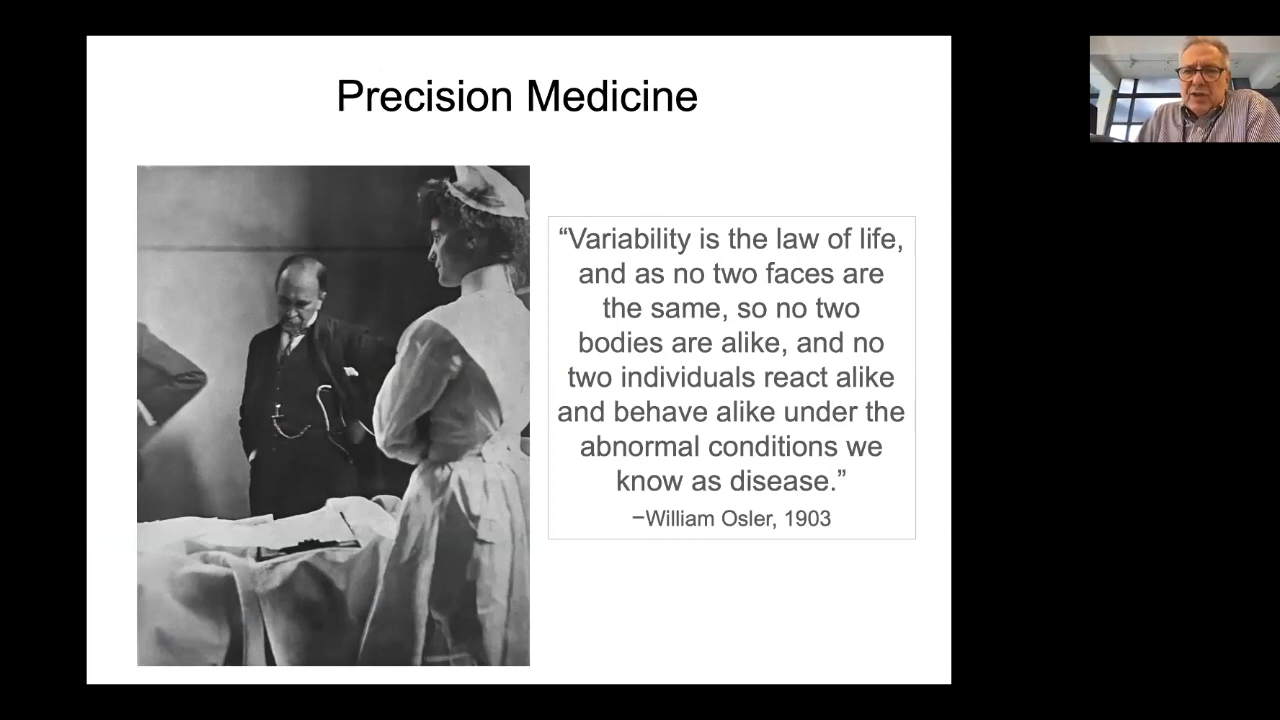 Precision Medicine
“Variability is the law of life,
and as no two faces are
the same, so no two
bodies are alike, and no
two individuals react alike
and behave alike under the
abnormal conditions we
know as disease.”
−William Osler, 1903